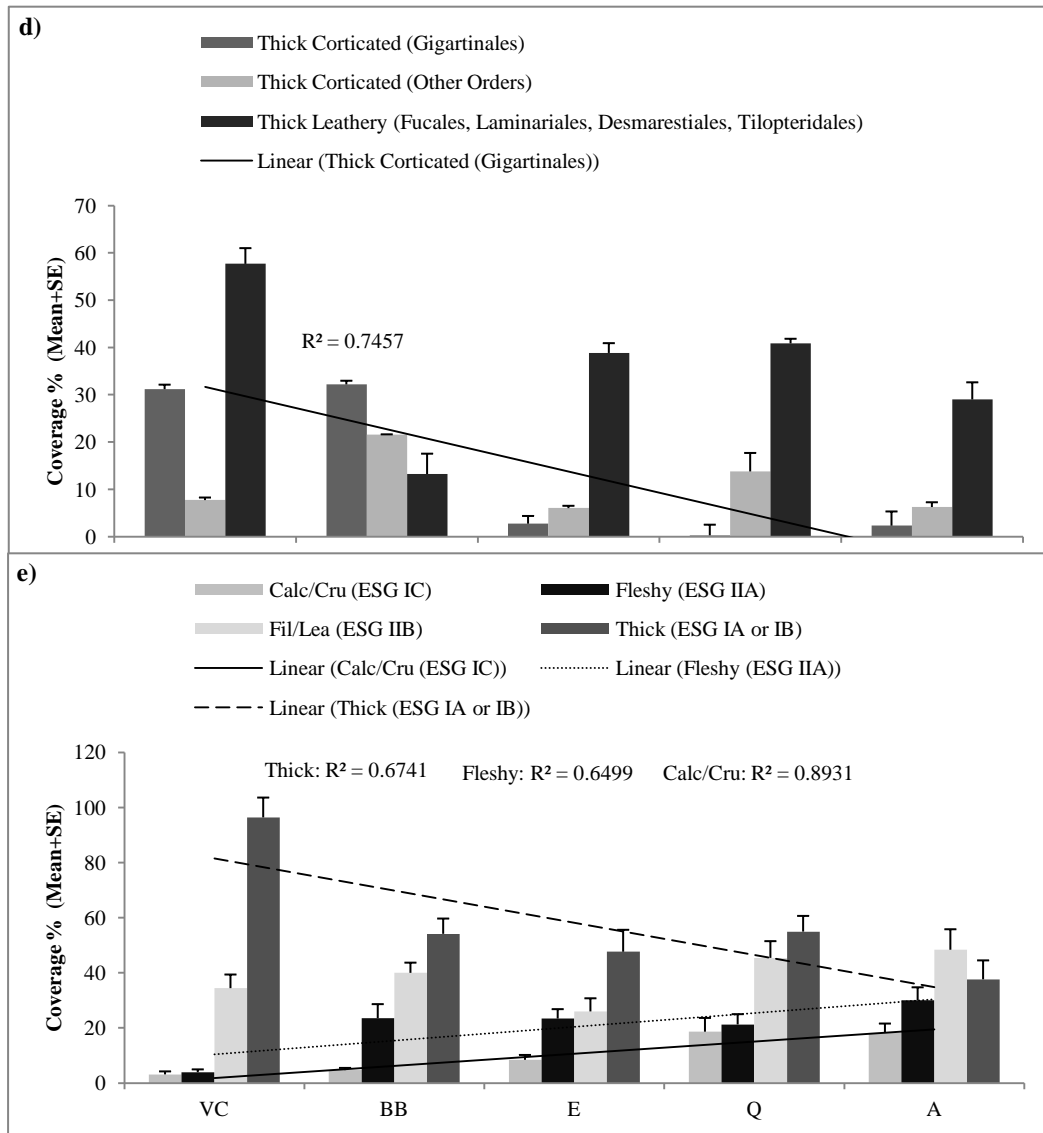 d)
Thick Corticated (Gigartinales)
Thick Corticated (Other Orders)
Thick Leathery (Fucales, Laminariales, Desmarestiales, Tilopteridales)
Linear (Thick Corticated (Gigartinales))
Coverage % (Mean+SE)
70
60
50
40
30
20
10
0
R² = 0.7457
e)
Calc/Cru (ESG IC)
Fleshy (ESG IIA)
Fil/Lea (ESG IIB)
Thick (ESG IA or IB)
Linear (Calc/Cru (ESG IC))
Linear (Fleshy (ESG IIA))
Linear (Thick (ESG IA or IB))
Coverage % (Mean+SE)
120
100
80
60
40
20
0
Thick: R² = 0.6741
Fleshy: R² = 0.6499
Calc/Cru: R² = 0.8931
VC
BB
E
Q
A